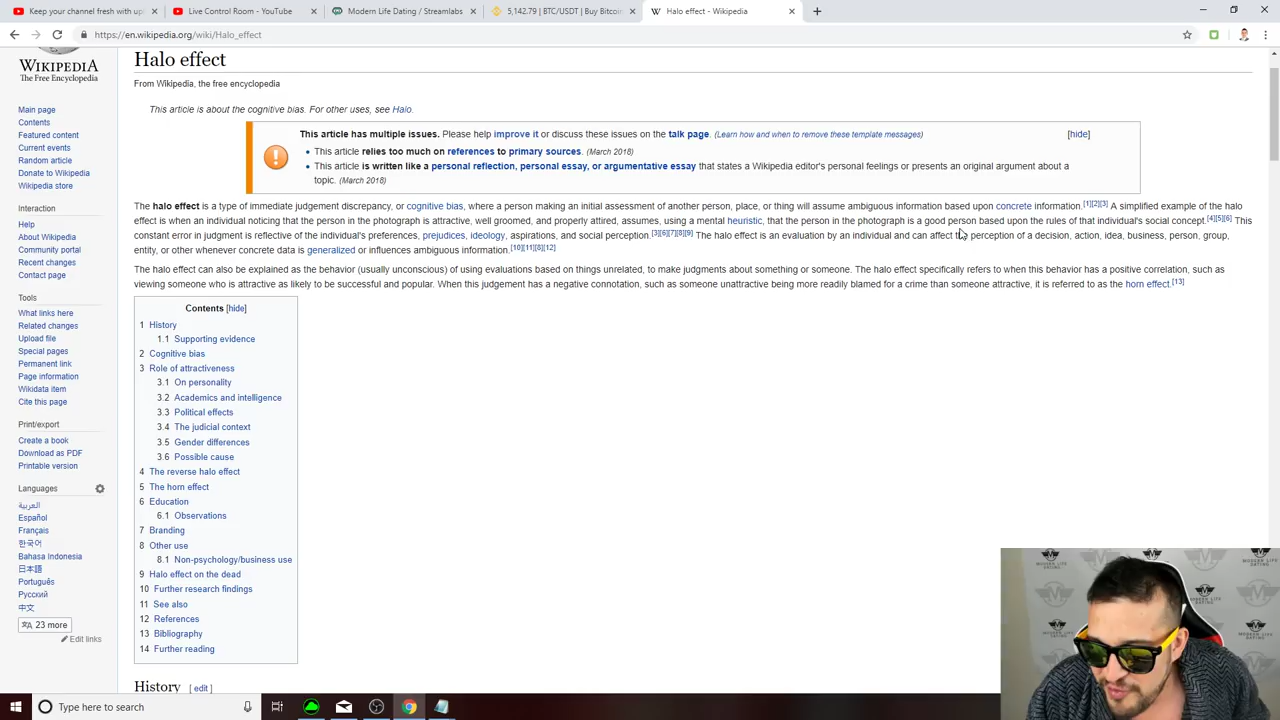 Keep your channel fresh with upl
Live Control Room - YouTube
Modern Life Dating / Streamlabs
5,142.79 | BTC/USDT | Buy Bitcoin
Halo effect - Wikipedia
https://en.wikipedia.org/wiki/Halo_effect
WIKIPEDIA
The Free Encyclopedia
Main page
Contents
Featured content
Current events
Random article
Donate to Wikipedia
Wikipedia store
Interaction
Help
About Wikipedia
Community portal
Recent changes
Contact page
Tools
What links here
Related changes
Upload file
Special pages
Permanent link
Page information
Wikidata item
Cite this page
Print/export
Create a book
Download as PDF
Printable version
Languages
العربية
Español
Français
한국어
Bahasa Indonesia
日本語
Português
Русский
中文
23 more
Edit links
Halo effect
From Wikipedia, the free encyclopedia
This article is about the cognitive bias. For other uses, see Halo.
This article has multiple issues. Please help improve it or discuss these issues on the talk page. (Learn how and when to remove these template messages) [hide]
• This article relies too much on references to primary sources. (March 2018)
• This article is written like a personal reflection, personal essay, or argumentative essay that states a Wikipedia editor's personal feelings or presents an original argument about a
topic. (March 2018)
The halo effect is a type of immediate judgement discrepancy, or cognitive bias, where a person making an initial assessment of another person, place, or thing will assume ambiguous information based upon concrete information.[1][2][3] A simplified example of the halo
effect is when an individual noticing that the person in the photograph is attractive, well groomed, and properly attired, assumes, using a mental heuristic, that the person in the photograph is a good person based upon the rules of that individual's social concept.[4][5][6] This
constant error in judgment is reflective of the individual's preferences, prejudices, ideology, aspirations, and social perception.[3][6][7][8][9] The halo effect is an evaluation by an individual and can affect the perception of a decision, action, idea, business, person, group,
entity, or other whenever concrete data is generalized or influences ambiguous information.[10][11][8][12]
The halo effect can also be explained as the behavior (usually unconscious) of using evaluations based on things unrelated, to make judgments about something or someone. The halo effect specifically refers to when this behavior has a positive correlation, such as
viewing someone who is attractive as likely to be successful and popular. When this judgement has a negative connotation, such as someone unattractive being more readily blamed for a crime than someone attractive, it is referred to as the horn effect.[13]
Contents [hide]
1 History
1.1 Supporting evidence
2 Cognitive bias
3 Role of attractiveness
3.1 On personality
3.2 Academics and intelligence
3.3 Political effects
3.4 The judicial context
3.5 Gender differences
3.6 Possible cause
4 The reverse halo effect
5 The horn effect
6 Education
6.1 Observations
7 Branding
8 Other use
8.1 Non-psychology/business use
9 Halo effect on the dead
10 Further research findings
11 See also
12 References
13 Bibliography
14 Further reading
History [ edit ]
MODERN LIFE
DATING
Type here to search